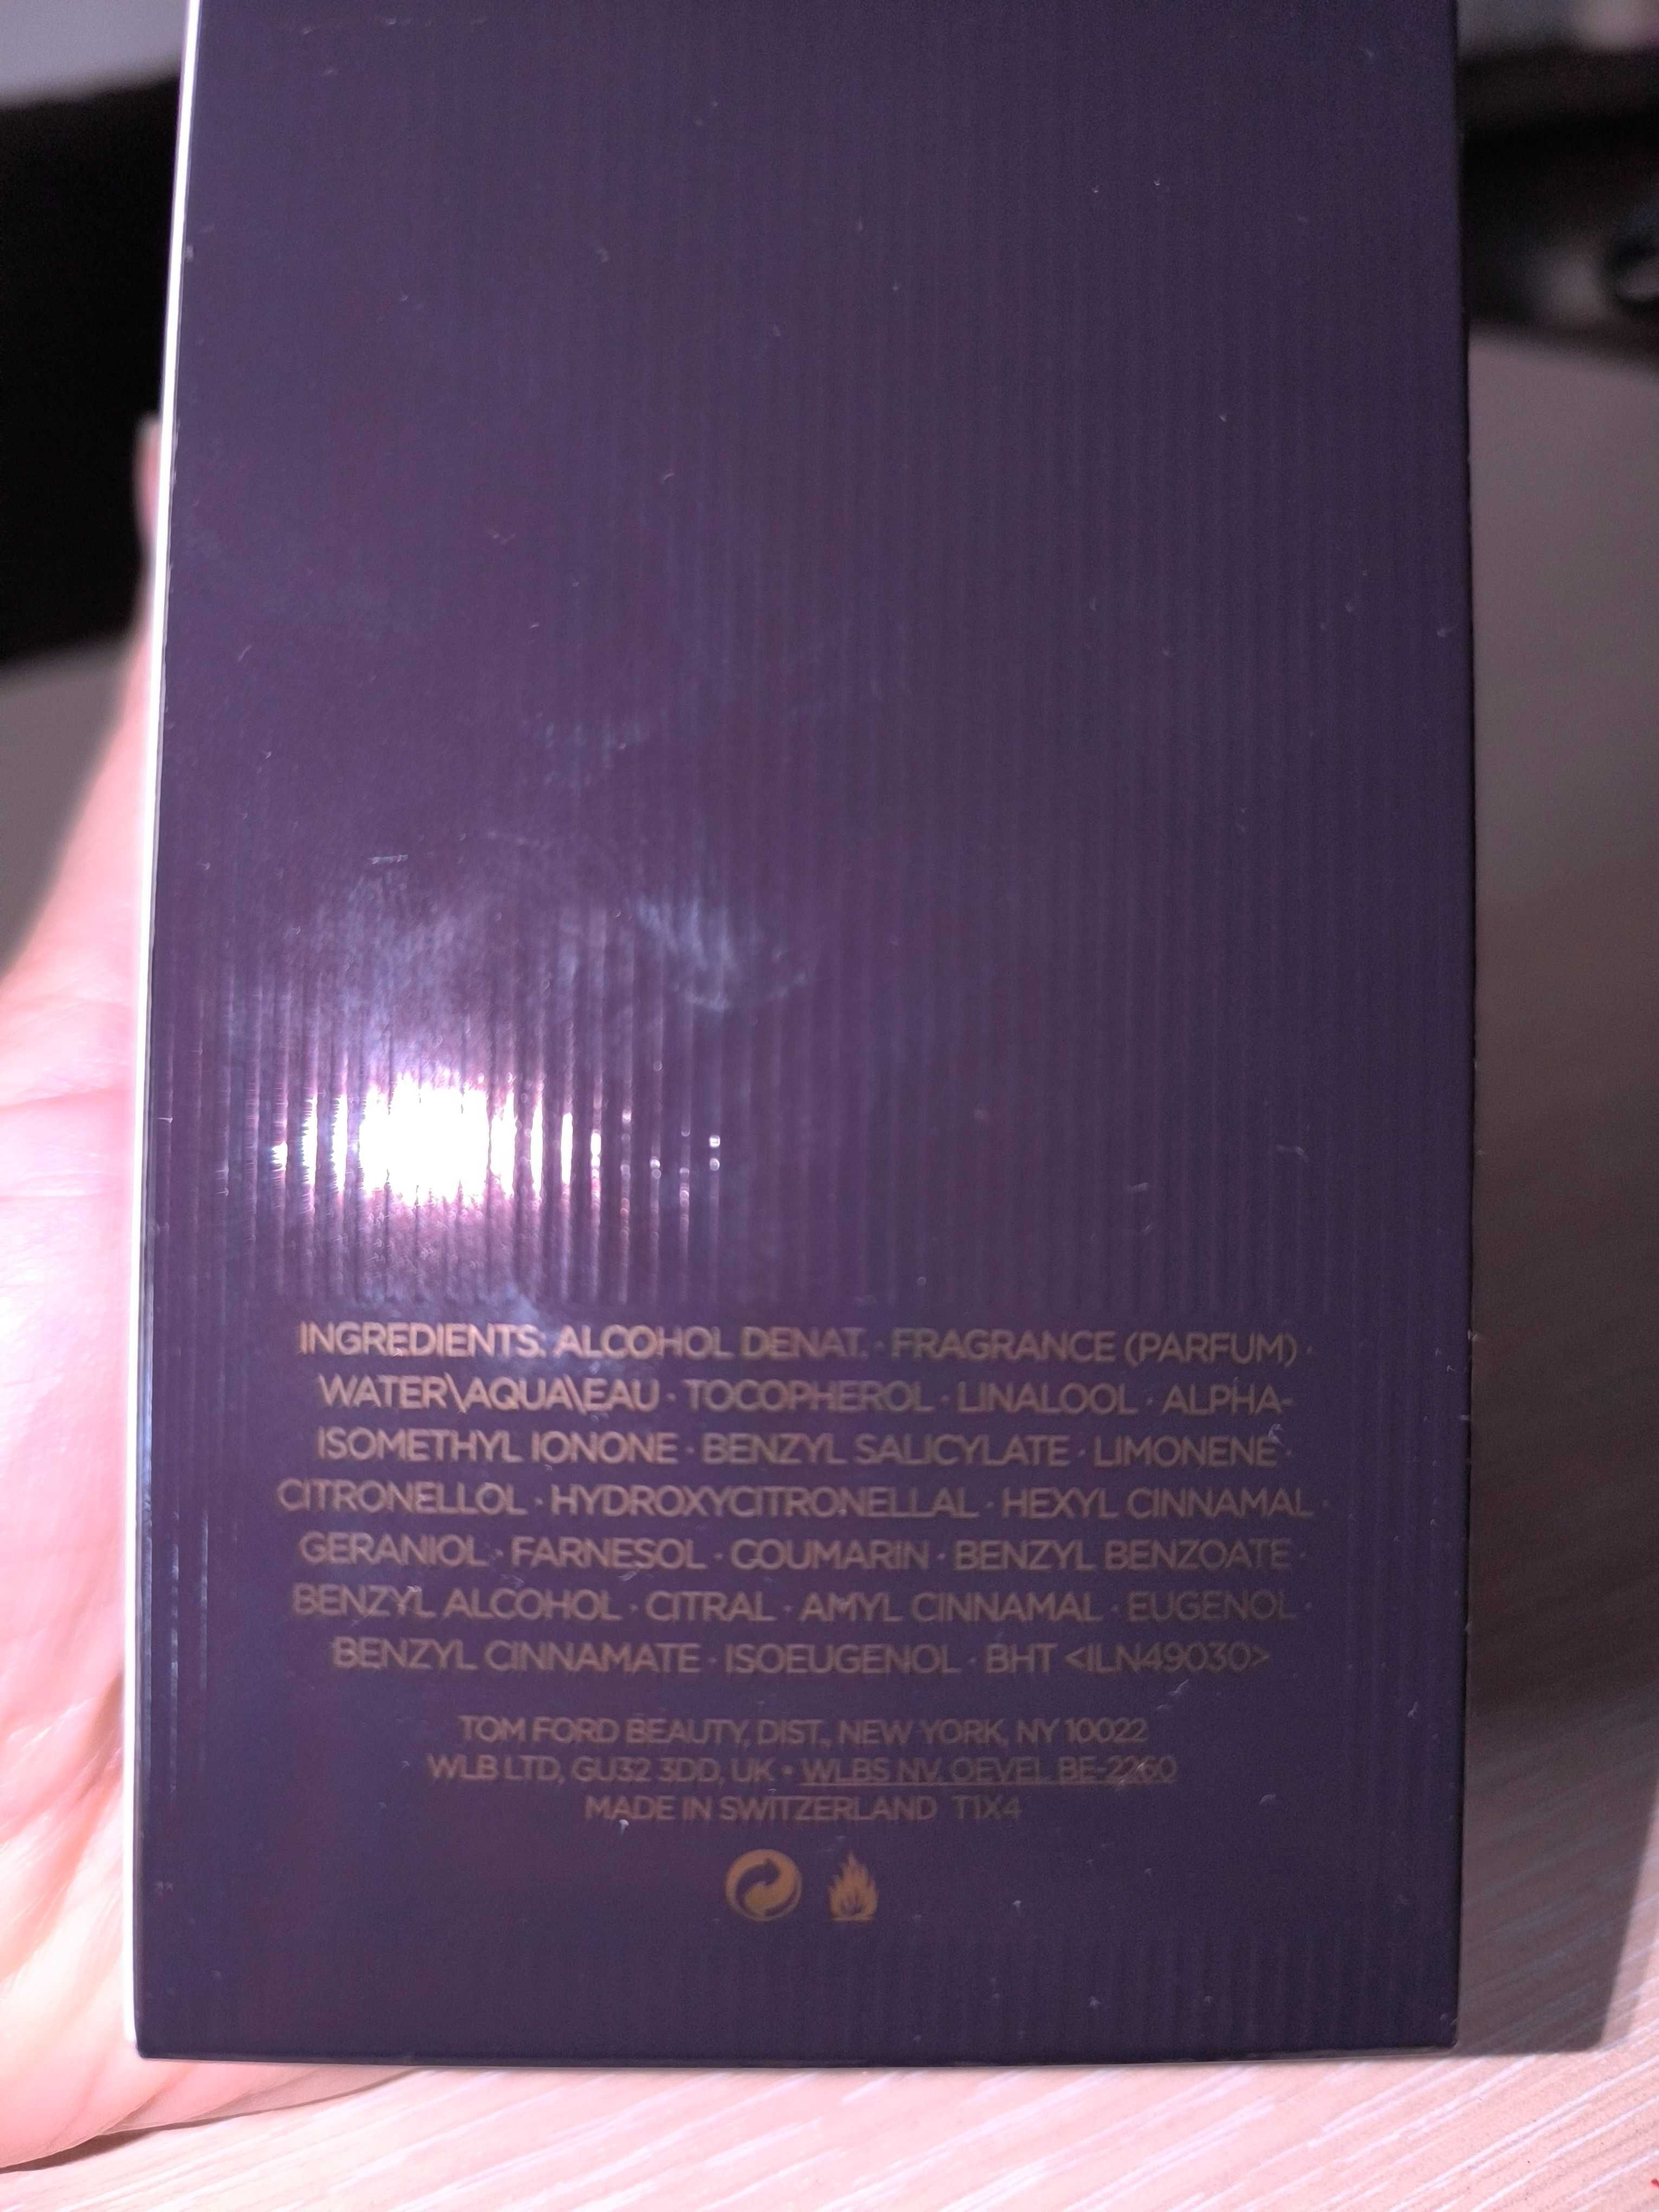 INGREDIENTS: ALCOHOL DENAT. · FRAGRANCE (PARFUM) ·
WATER\AQUA\EAU · TOCOPHEROL · LINALOOL · ALPHA-
ISOMETHYL IONONE · BENZYL SALICYLATE · LIMONENE ·
CITRONELLOL · HYDROXYCITRONELLAL · HEXYL CINNAMAL ·
GERANIOL · FARNESOL · COUMARIN · BENZYL BENZOATE ·
BENZYL ALCOHOL · CITRAL · AMYL CINNAMAL · EUGENOL ·
BENZYL CINNAMATE · ISOEUGENOL · BHT <ILN49030>
TOM FORD BEAUTY, DIST., NEW YORK, NY 10022
WLB LTD, GU32 3DD, UK • WLBS NV. OEVEL BE-2260
MADE IN SWITZERLAND T1X4